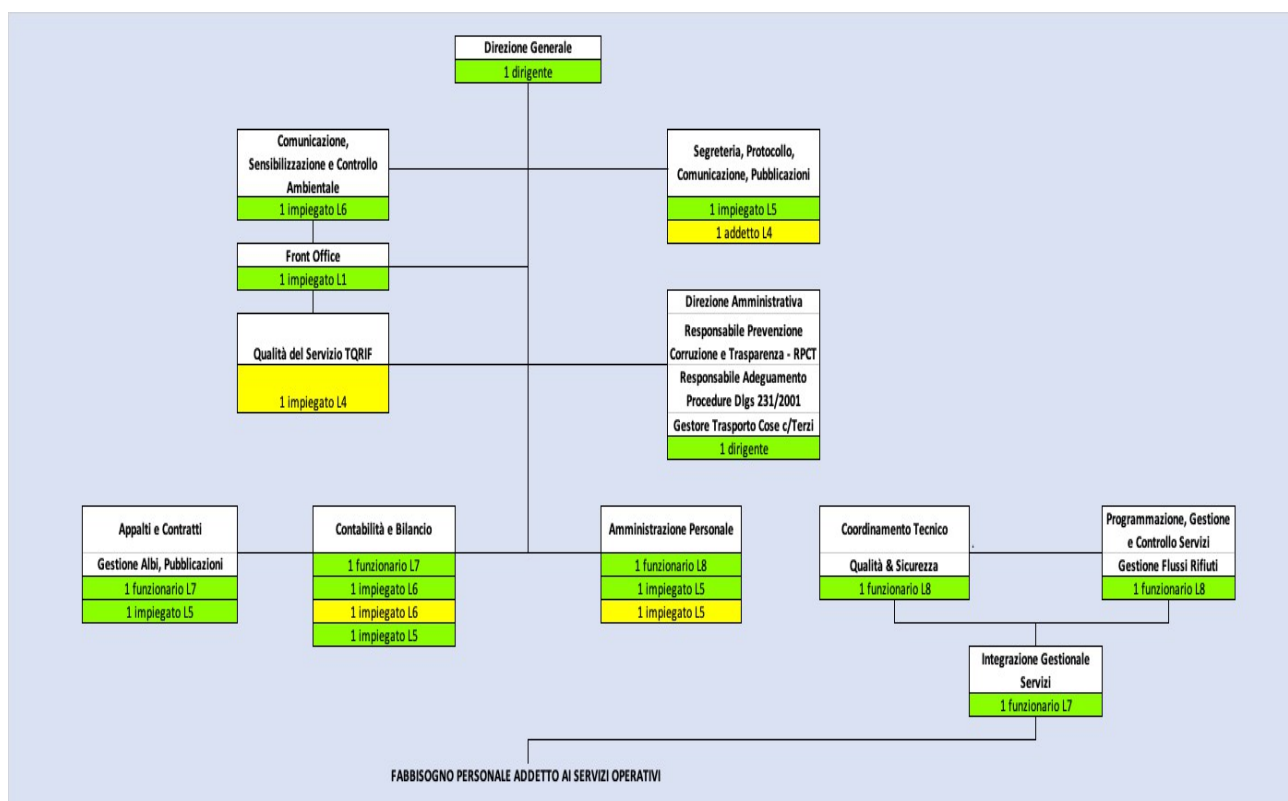 Direzione Generale
1 dirigente
Comunicazione,
Sensibilizzazione e Controllo
Ambientale
1 impiegato L6
Segreteria, Protocollo,
Comunicazione, Pubblicazioni
1 impiegato L5
1 addetto L4
Front Office
1 impiegato L1
Qualità del Servizio TQRIF
1 impiegato L4
Direzione Amministrativa
Responsabile Prevenzione
Corruzione e Trasparenza - RPCT
Responsabile Adeguamento
Procedure Dlgs 231/2001
Gestore Trasporto Cose c/Terzi
1 dirigente
Appalti e Contratti
Gestione Albi, Pubblicazioni
1 funzionario L7
1 impiegato L5
Contabilità e Bilancio
1 funzionario L7
1 impiegato L6
1 impiegato L6
1 impiegato L5
Amministrazione Personale
1 funzionario L8
1 impiegato L5
1 impiegato L5
Coordinamento Tecnico
Qualità & Sicurezza
1 funzionario L8
Programmazione, Gestione
e Controllo Servizi
Gestione Flussi Rifiuti
1 funzionario L8
Integrazione Gestionale
Servizi
1 funzionario L7
FABBISOGNO PERSONALE ADDETTO AI SERVIZI OPERATIVI